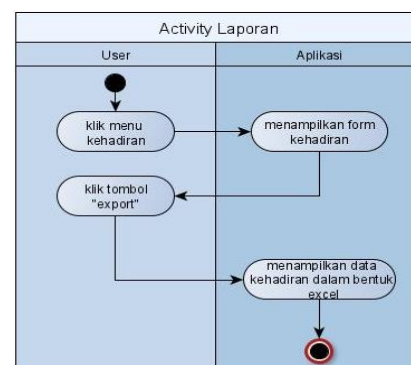 Activity Laporan
User
Aplikasi
klik menu
kehadiran
menampilkan form
kehadiran
klik tombol
"export"
menampilkan data
kehadiran dalam bentuk
excel